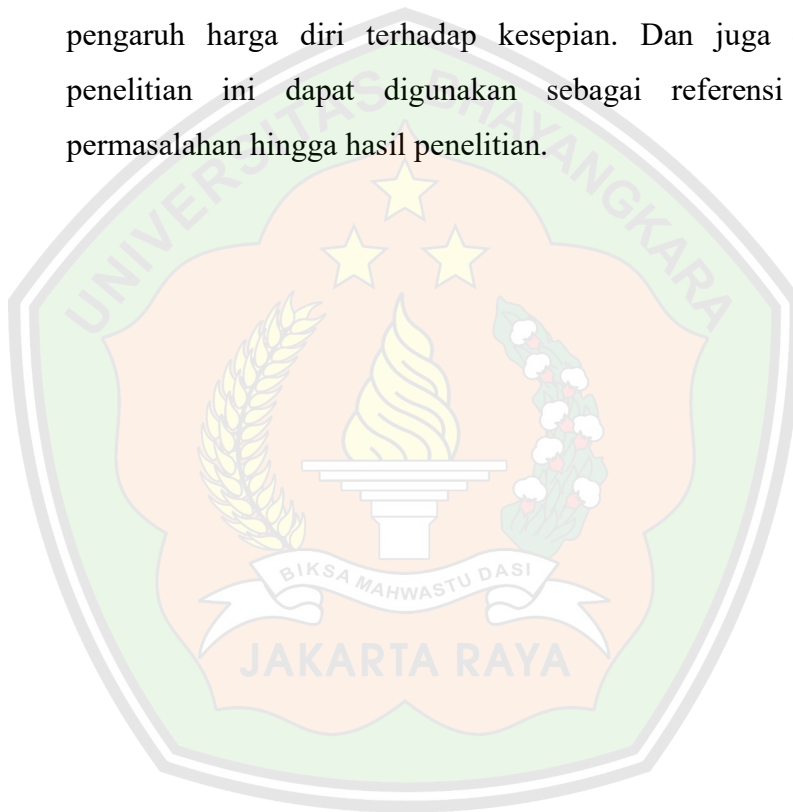 pengaruh harga diri terhadap kesepian. Dan juga
penelitian ini dapat digunakan sebagai referensi
permasalahan hingga hasil penelitian.
UNIVERSITAS BHAYANGKARA
BIKSA MAHWASTU DASI
JAKARTA RAYA